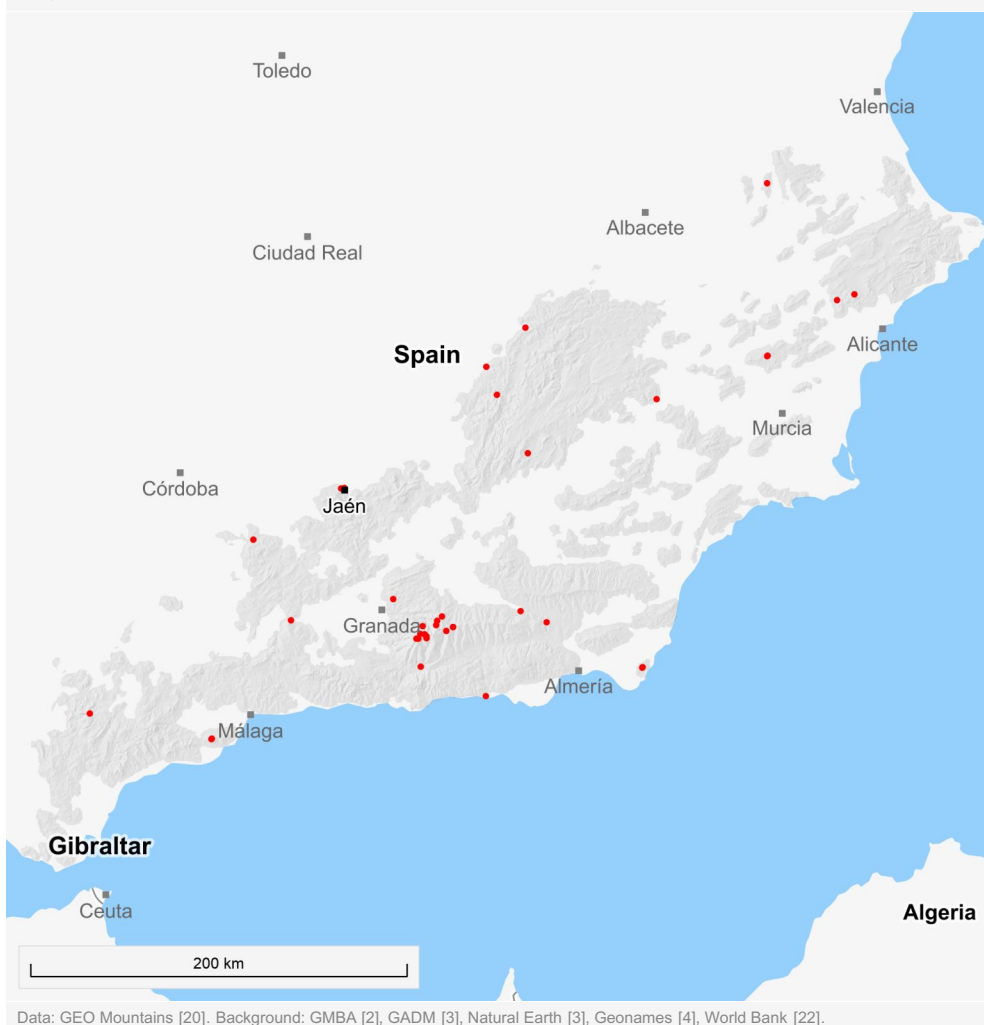 Toledo
Valencia
Albacete
Ciudad Real
Spain
Alicante
Murcia
Córdoba
Jaén
Granada
Almería
Málaga
Gibraltar
Ceuta
Algeria
200 km
Data: GEO Mountains [20]. Background: GMBA [2], GADM [3], Natural Earth [3], Geonames [4], World Bank [22].